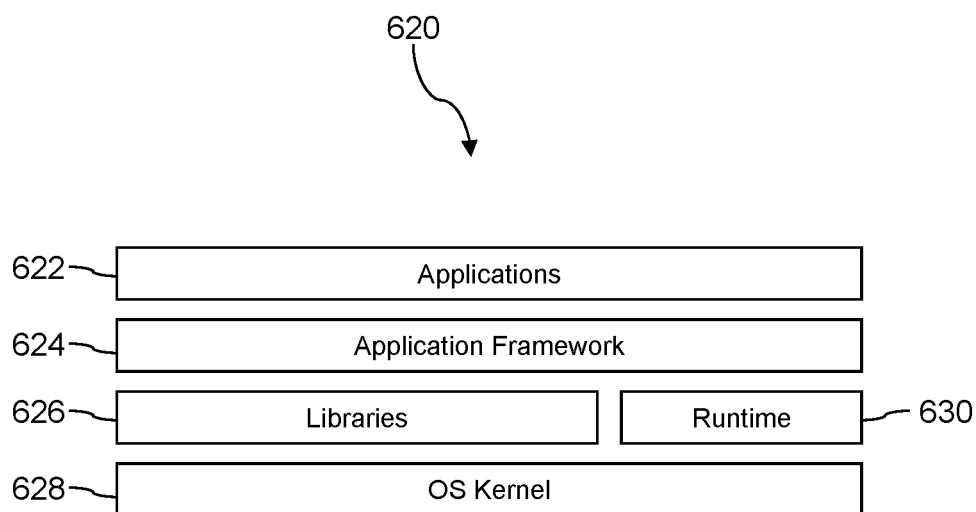 620
622 Applications
624 Application Framework
626 Libraries Runtime 630
628 OS Kernel